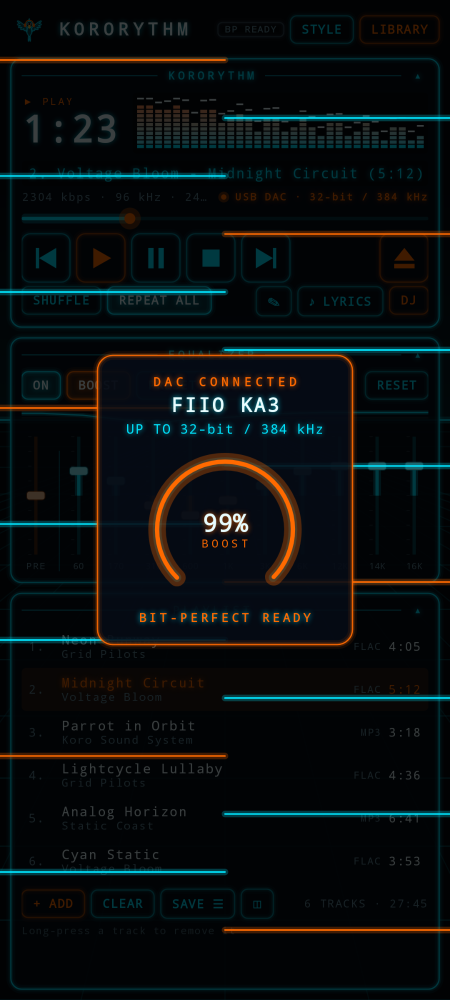 KORORYTHM
BP READY
STYLE
LIBRARY
KORORYTHM
▶ PLAY
1:23
2. Voltage Bloom - Midnight Circuit (5:12)
2304 kbps · 96 kHz · 24…
USB DAC · 32-bit / 384 kHz
SHUFFLE
REPEAT ALL
♪ LYRICS
DJ
ON
RESET
DAC CONNECTED
FIIO KA3
UP TO 32-bit / 384 kHz
99%
BOOST
BIT-PERFECT READY
PRE
60
14K
16K
1.
Grid Pilots
FLAC 4:05
2. Midnight Circuit
Voltage Bloom
FLAC 5:12
3. Parrot in Orbit
Koro Sound System
MP3 3:18
4. Lightcycle Lullaby
Grid Pilots
FLAC 4:36
5. Analog Horizon
Static Coast
MP3 6:41
6. Cyan Static
Voltage Bloom
FLAC 3:53
+ ADD
CLEAR
SAVE ☰
6 TRACKS · 27:45
Long-press a track to remove